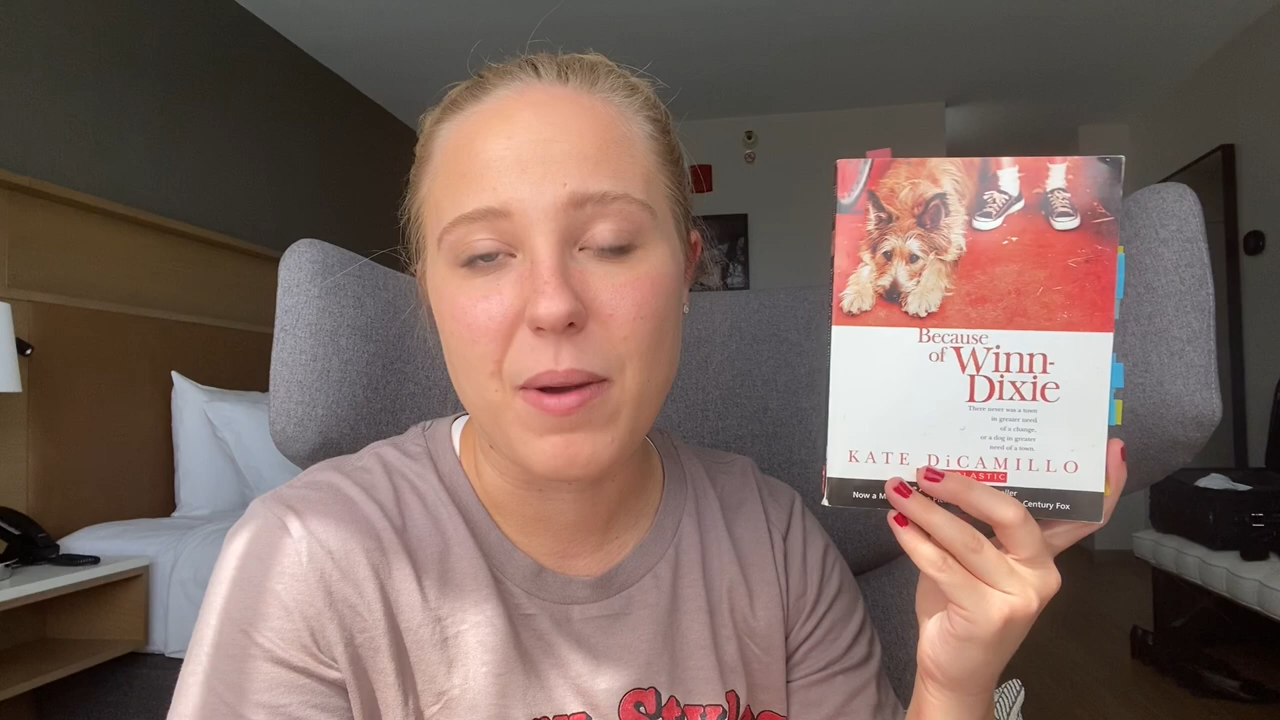 Because
of Winn-
Dixie
There never was a town
in greater need
of a change,
or a dog in greater
need of a town.
KATE DiCAMILLO
Now a
Century Fox